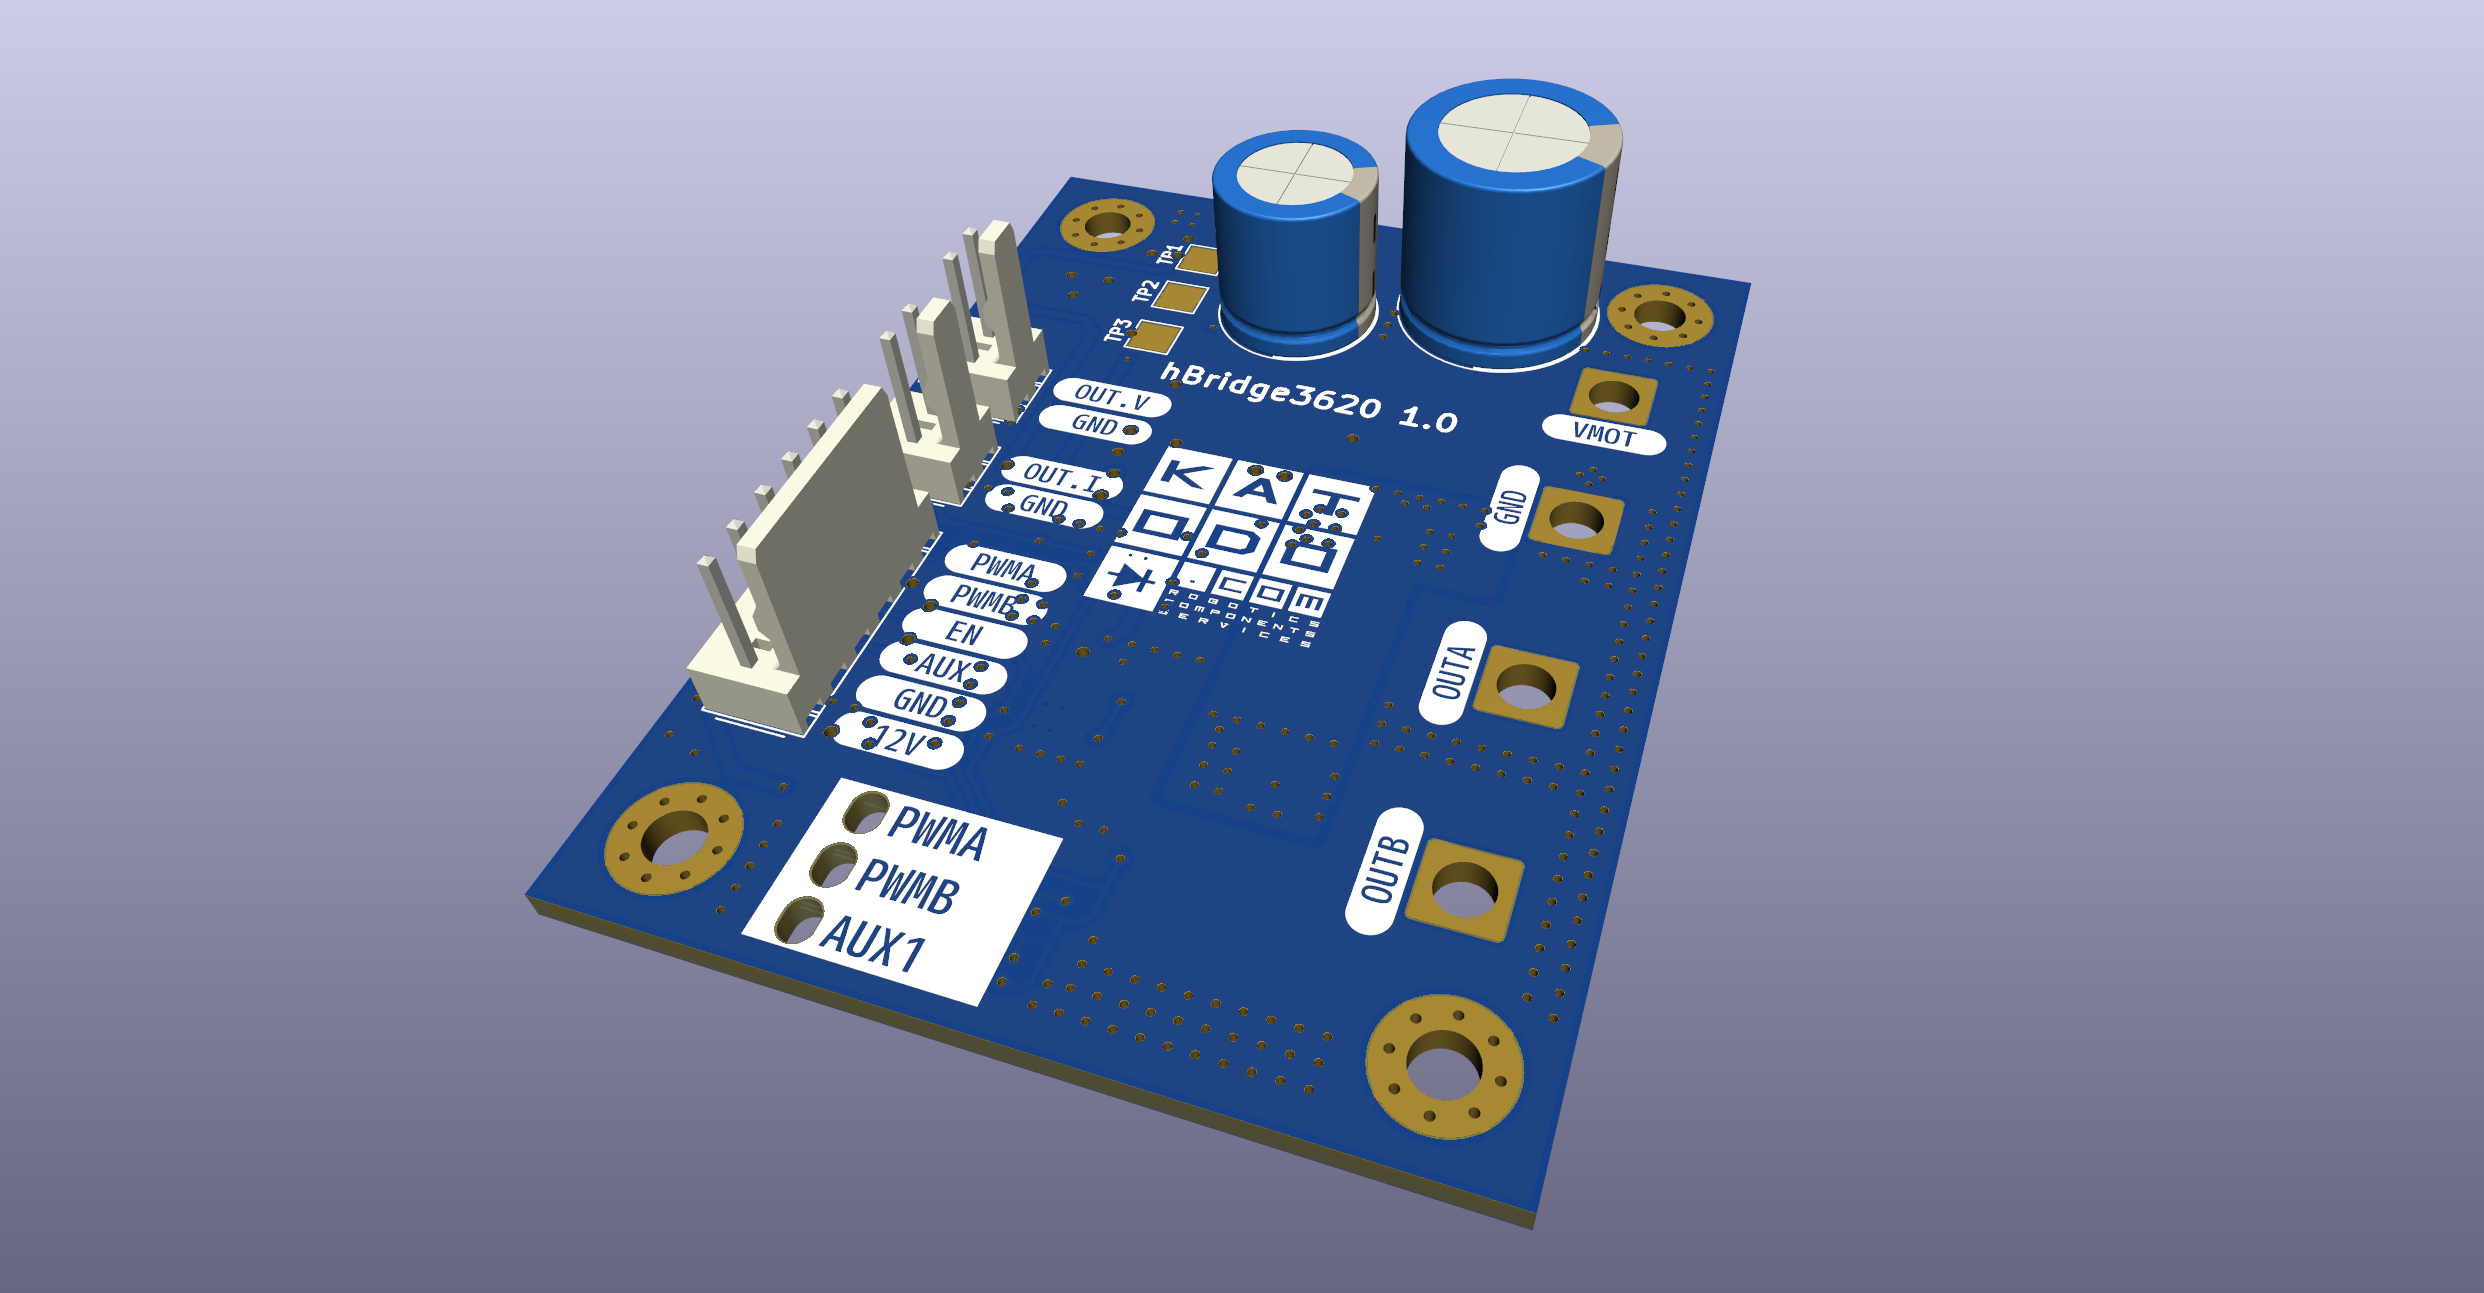 TP1
TP2
TP3
hBridge3620 1.0
OUT.V
GND
OUT.I
GND
PWMA
PWMB
EN
AUX
GND
12V
VMOT
GND
OUTA
OUTB
KAT
ODO
.COM
ROBOTICS
COMPONENTS
SERVICES
PWMA
PWMB
AUX1